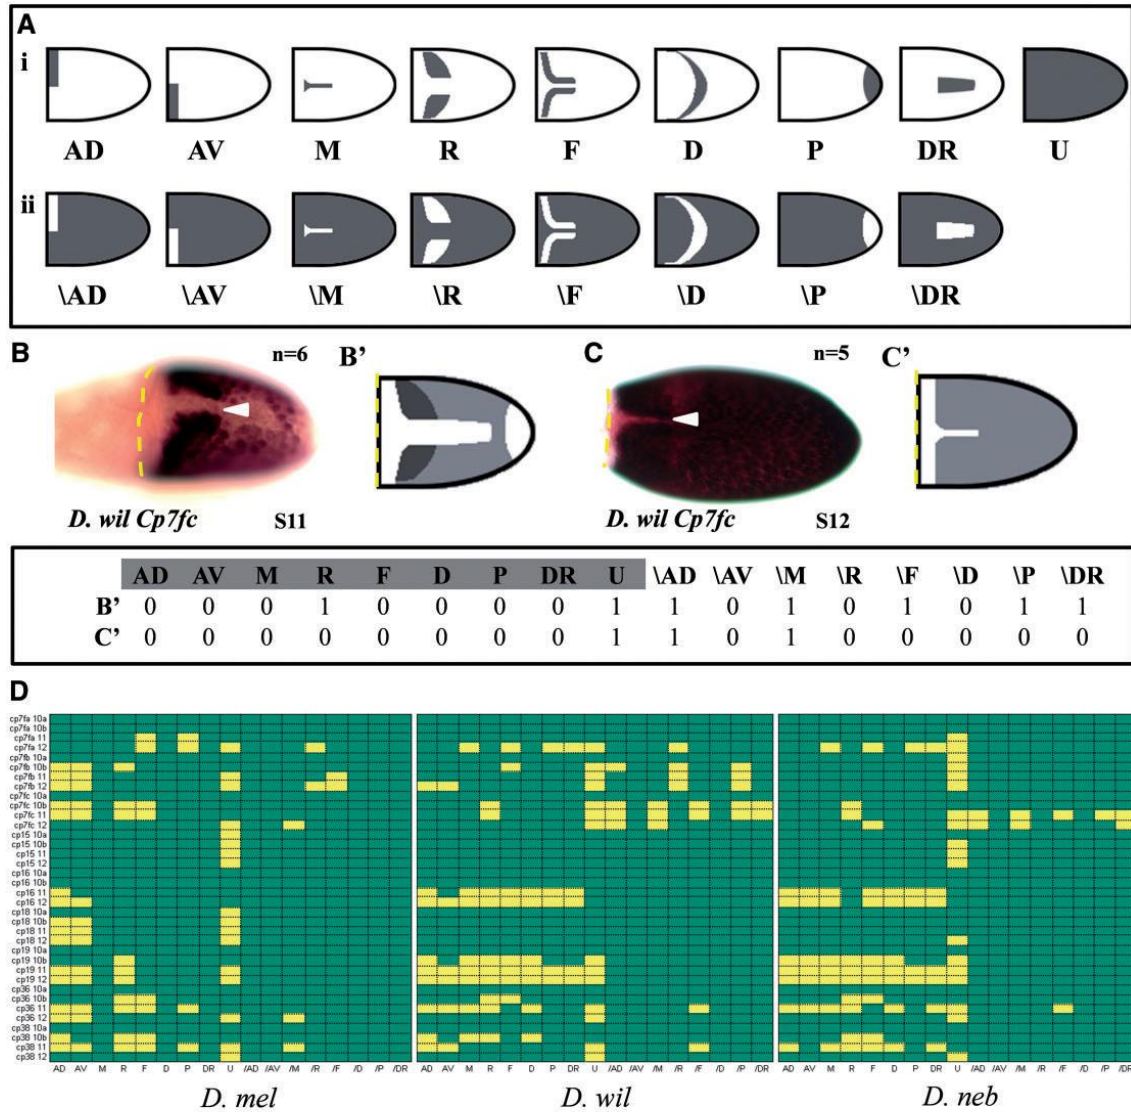 A
i
AD AV M R F D P DR U
ii
\AD \AV \M \R \F \D \P \DR
B n=6 B’ C n=5 C’
D. wil Cp7fc S11 D. wil Cp7fc S12
AD AV M R F D P DR U \AD \AV \M \R \F \D \P \DR
B’ 0 0 0 1 0 0 0 0 1 1 0 1 0 1 0 1 1
C’ 0 0 0 0 0 0 0 0 1 1 0 1 0 0 0 0 0
D
cp7fa 10a
cp7fa 10b
cp7fa 11
cp7fa 12
cp7fb 10a
cp7fb 10b
cp7fb 11
cp7fb 12
cp7fc 10a
cp7fc 10b
cp7fc 11
cp7fc 12
cp15 10a
cp15 10b
cp15 11
cp15 12
cp16 10a
cp16 10b
cp16 11
cp16 12
cp18 10a
cp18 10b
cp18 11
cp18 12
cp19 10a
cp19 10b
cp19 11
cp19 12
cp36 10a
cp36 10b
cp36 11
cp36 12
cp38 10a
cp38 10b
cp38 11
cp38 12
AD AV M R F D P DR U /AD /AV /M /R /F /D /P /DR AD AV M R F D P DR U /AD /AV /M /R /F /D /P /DR AD AV M R F D P DR U /AD /AV /M /R /F /D /P /DR
D. mel D. wil D. neb